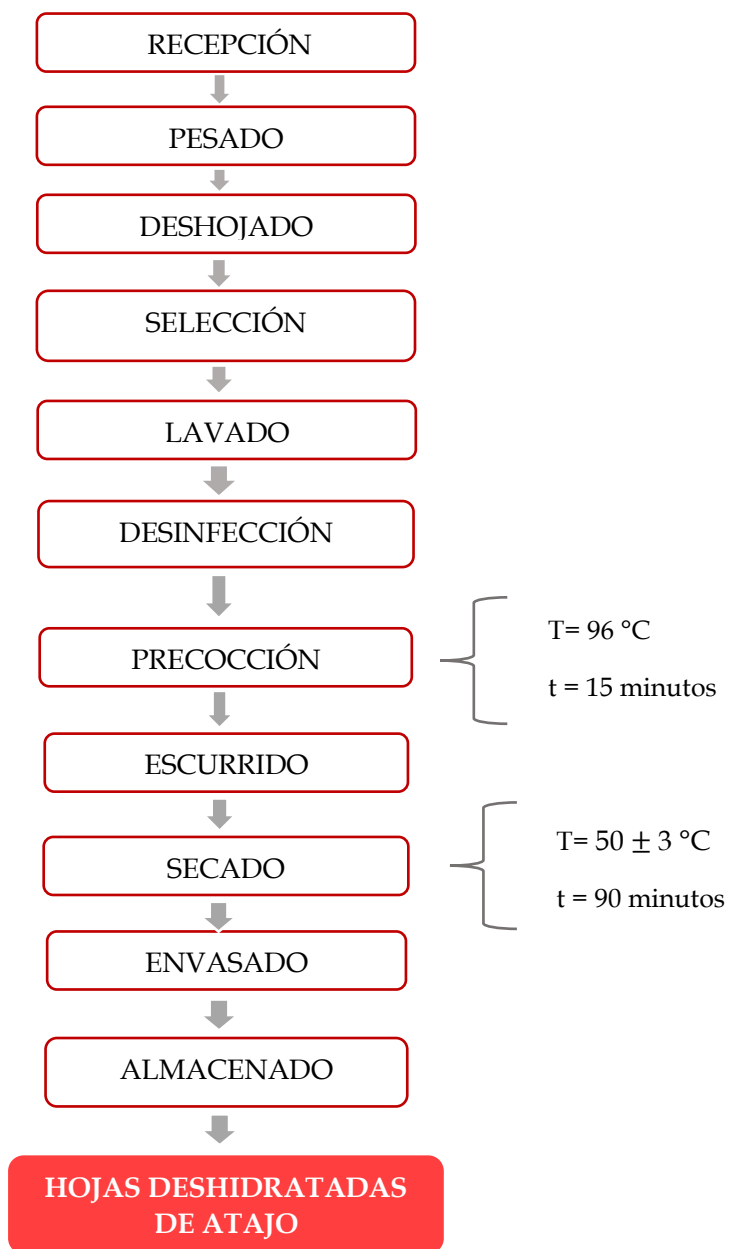 RECEPCIÓN
PESADO
DESHOJADO
SELECCIÓN
LAVADO
DESINFECCIÓN
PRECOCCIÓN
T= 96 °C
t = 15 minutos
ESCURRIDO
SECADO
T= 50 ± 3 °C
t = 90 minutos
ENVASADO
ALMACENADO
HOJAS DESHIDRATADAS
DE ATAJO